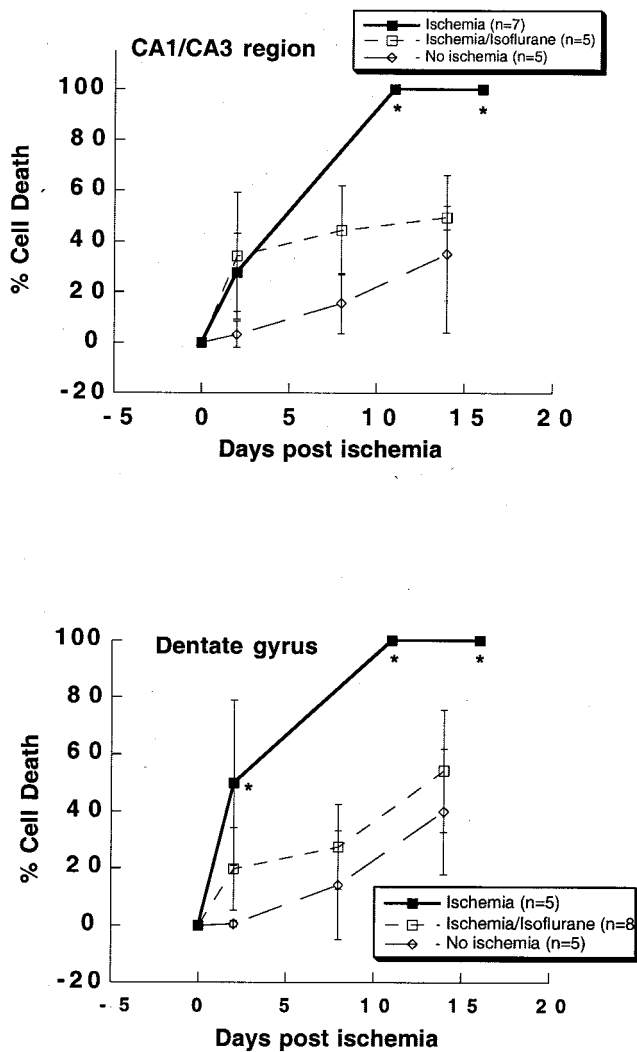 Ischemia (n=7)
Ischemia/Isoflurane (n=5)
No ischemia (n=5)
CA1/CA3 region
100
80
60
40
20
0
-20
% Cell Death
*
*
-5
0
5
10
15
20
Days post ischemia
100
80
60
40
20
0
-20
% Cell Death
Dentate gyrus
*
*
*
Ischemia (n=5)
Ischemia/Isoflurane (n=8
No ischemia (n=5)
-5
0
5
10
15
20
Days post ischemia